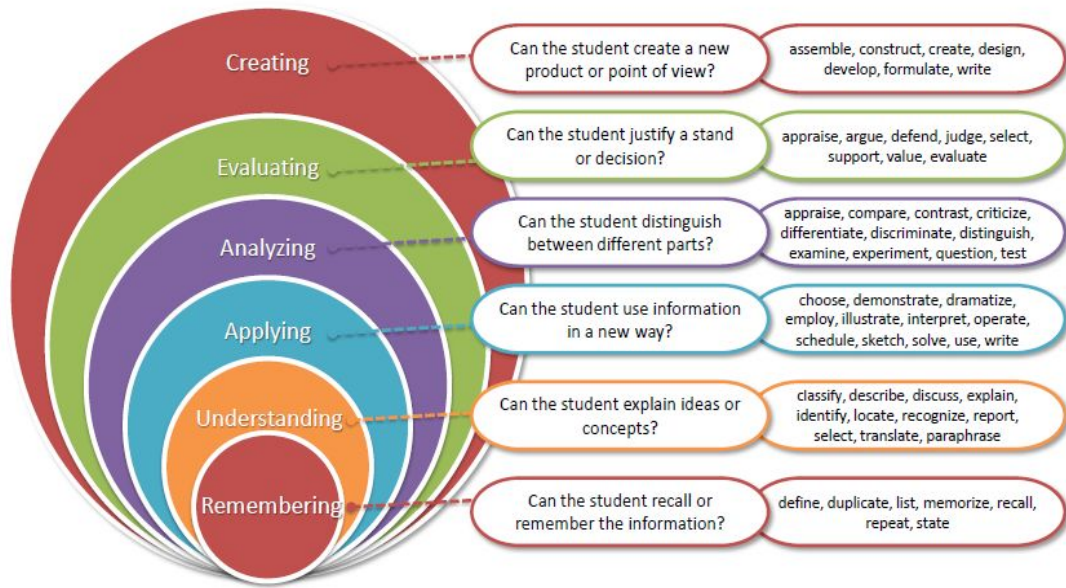 Creating
Can the student create a new
product or point of view?
assemble, construct, create, design,
develop, formulate, write
Evaluating
Can the student justify a stand
or decision?
appraise, argue, defend, judge, select,
support, value, evaluate
Analyzing
Can the student distinguish
between different parts?
appraise, compare, contrast, criticize,
differentiate, discriminate, distinguish,
examine, experiment, question, test
Applying
Can the student use information
in a new way?
choose, demonstrate, dramatize,
employ, illustrate, interpret, operate,
schedule, sketch, solve, use, write
Understanding
Can the student explain ideas or
concepts?
classify, describe, discuss, explain,
identify, locate, recognize, report,
select, translate, paraphrase
Remembering
Can the student recall or
remember the information?
define, duplicate, list, memorize, recall,
repeat, state